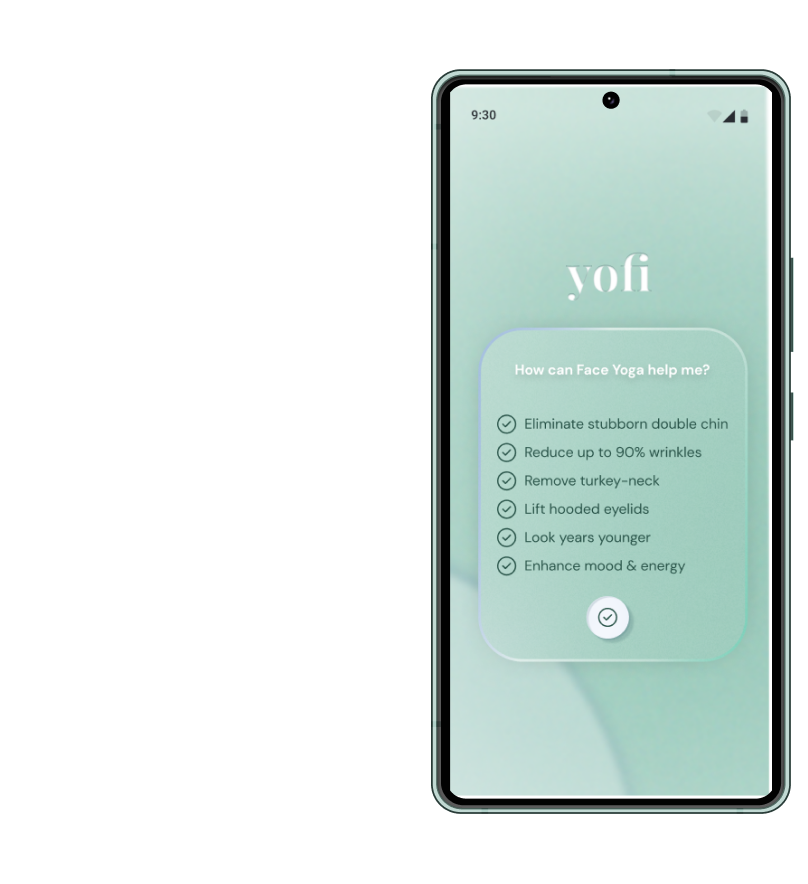 9:30
yofi
How can Face Yoga help me?
Eliminate stubborn double chin
Reduce up to 90% wrinkles
Remove turkey-neck
Lift hooded eyelids
Look years younger
Enhance mood & energy